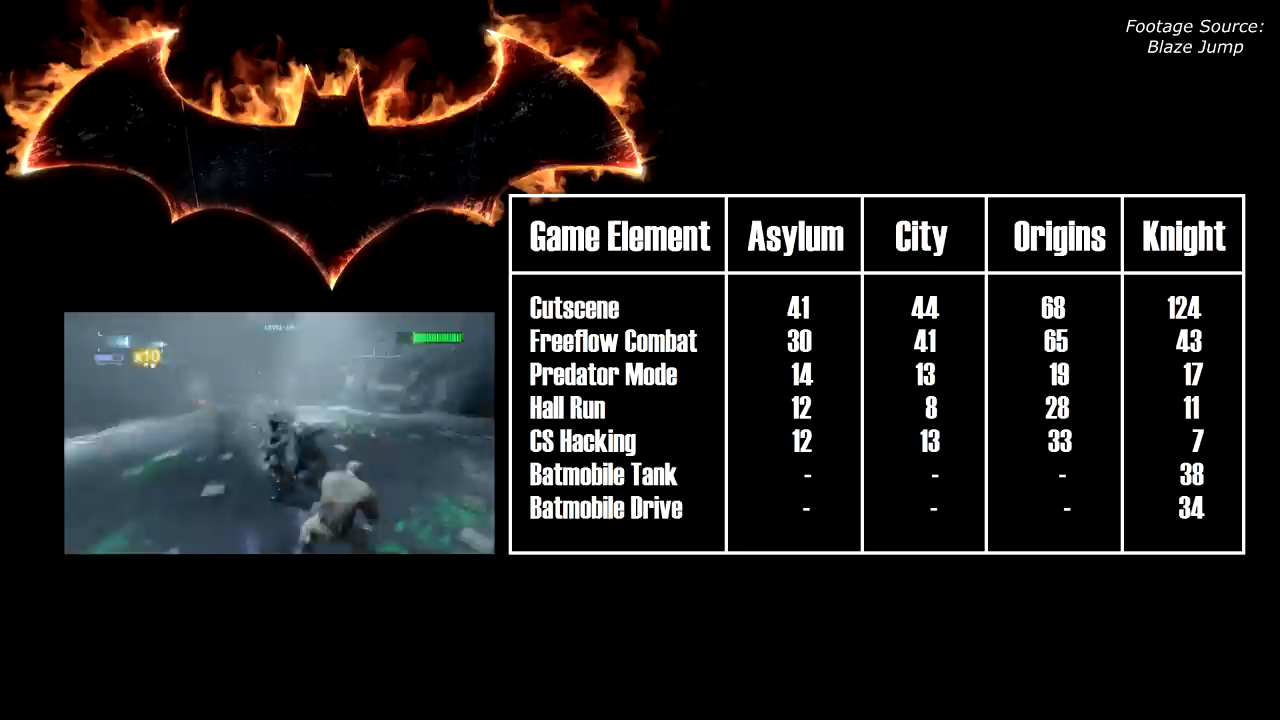 Footage Source:
Blaze Jump
Game Element Asylum City Origins Knight
Cutscene 41 44 68 124
Freeflow Combat 30 41 65 43
Predator Mode 14 13 19 17
Hall Run 12 8 28 11
CS Hacking 12 13 33 7
Batmobile Tank - - - 38
Batmobile Drive - - - 34
x10